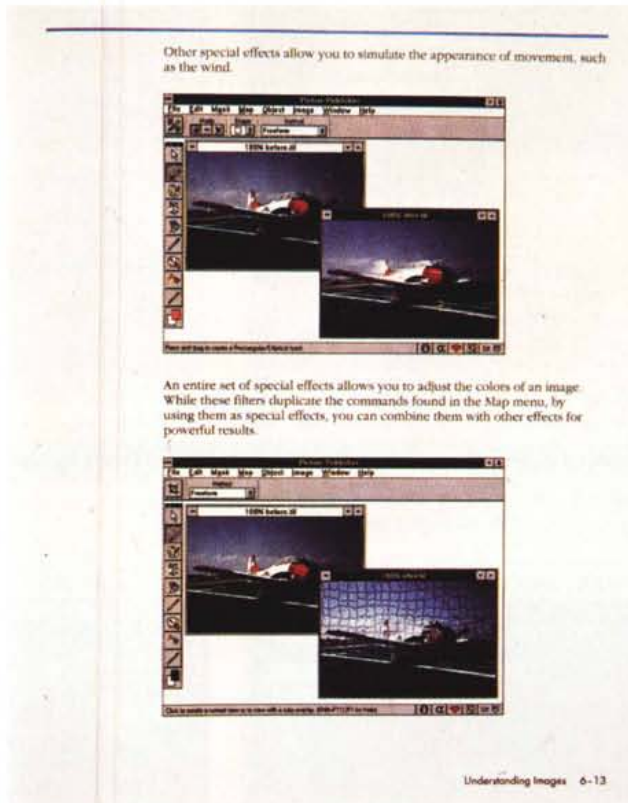 Other special effects allow you to simulate the appearance of movement, such
as the wind.
Picture Publisher
File Edit Mask Map Object Image Window Help
Method
Freeform
100% before.tif
An entire set of special effects allows you to adjust the colors of an image.
While these filters duplicate the commands found in the Map menu, by
using them as special effects, you can combine them with other effects for
powerful results.
Picture Publisher
File Edit Mask Map Object Image Window Help
Method
Freeform
100% before.tif
Understanding Images 6-13